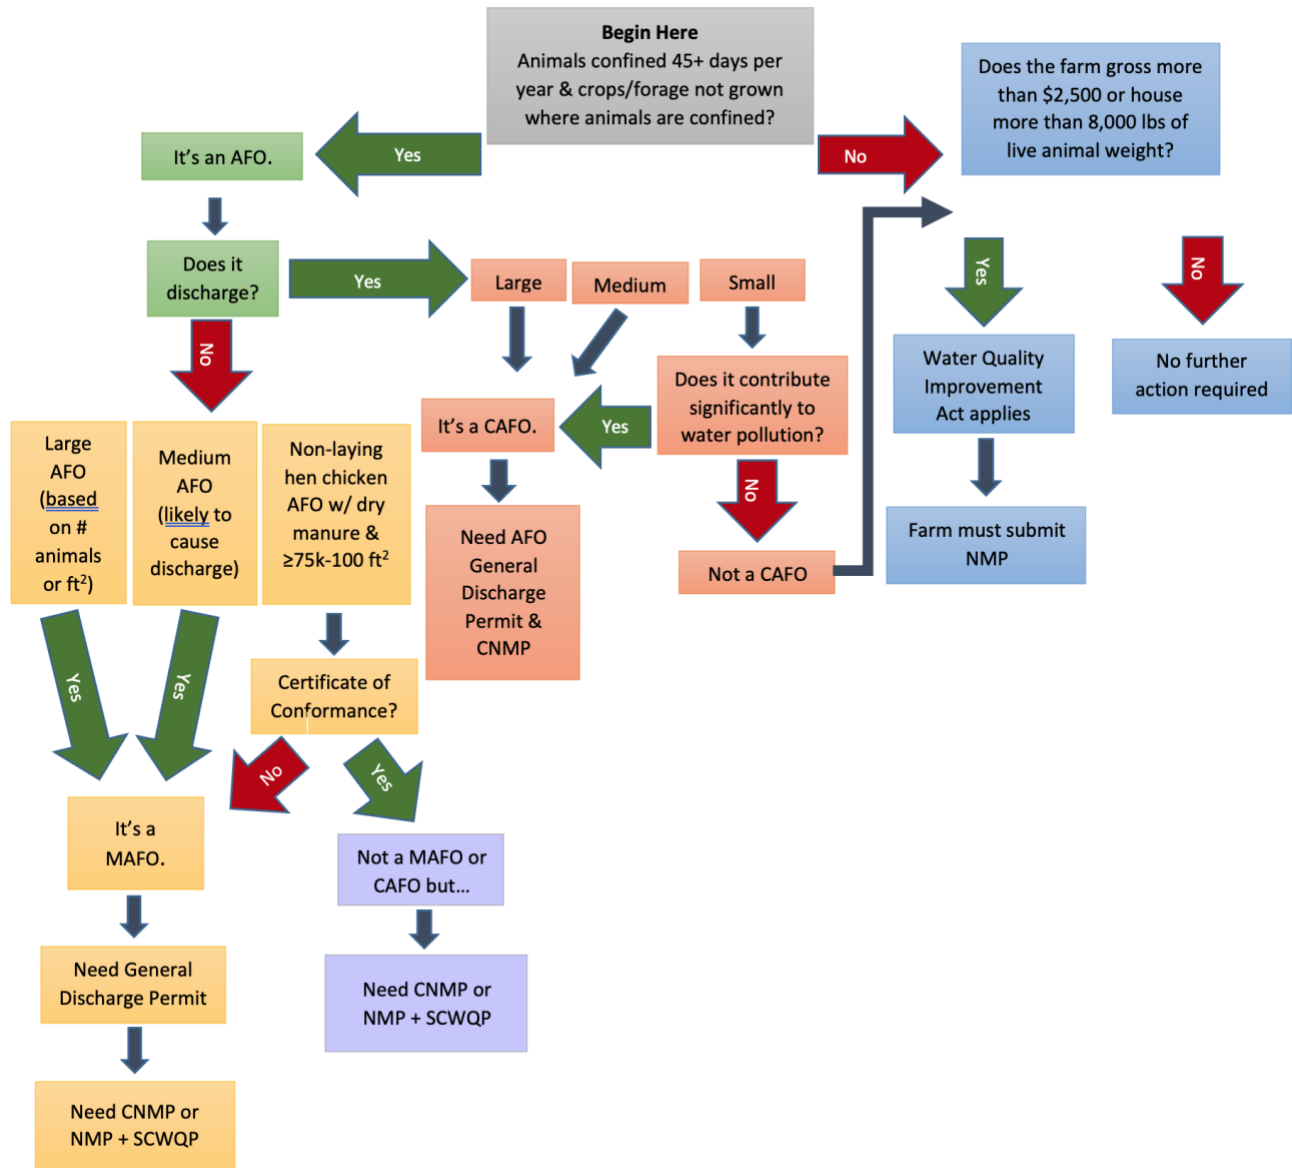 Begin Here
Animals confined 45+ days per
year & crops/forage not grown
where animals are confined?
Does the farm gross more
than $2,500 or house
more than 8,000 lbs of
live animal weight?
It's an AFO.
Yes
No
Does it
discharge?
Yes
Large
Medium
Small
Yes
No
No
Water Quality
Improvement
Act applies
No further
action required
Does it contribute
significantly to
water pollution?
It's a CAFO.
Yes
Large
AFO
(based
on #
animals
or ft²)
Medium
AFO
(likely to
cause
discharge)
Non-laying
hen chicken
AFO w/ dry
manure &
≥75k-100 ft²
No
Need AFO
General
Discharge
Permit &
CNMP
Not a CAFO
Farm must submit
NMP
Yes
Yes
Certificate of
Conformance?
No
Yes
It's a
MAFO.
Not a MAFO or
CAFO but...
Need General
Discharge Permit
Need CNMP or
NMP + SCWQP
Need CNMP or
NMP + SCWQP